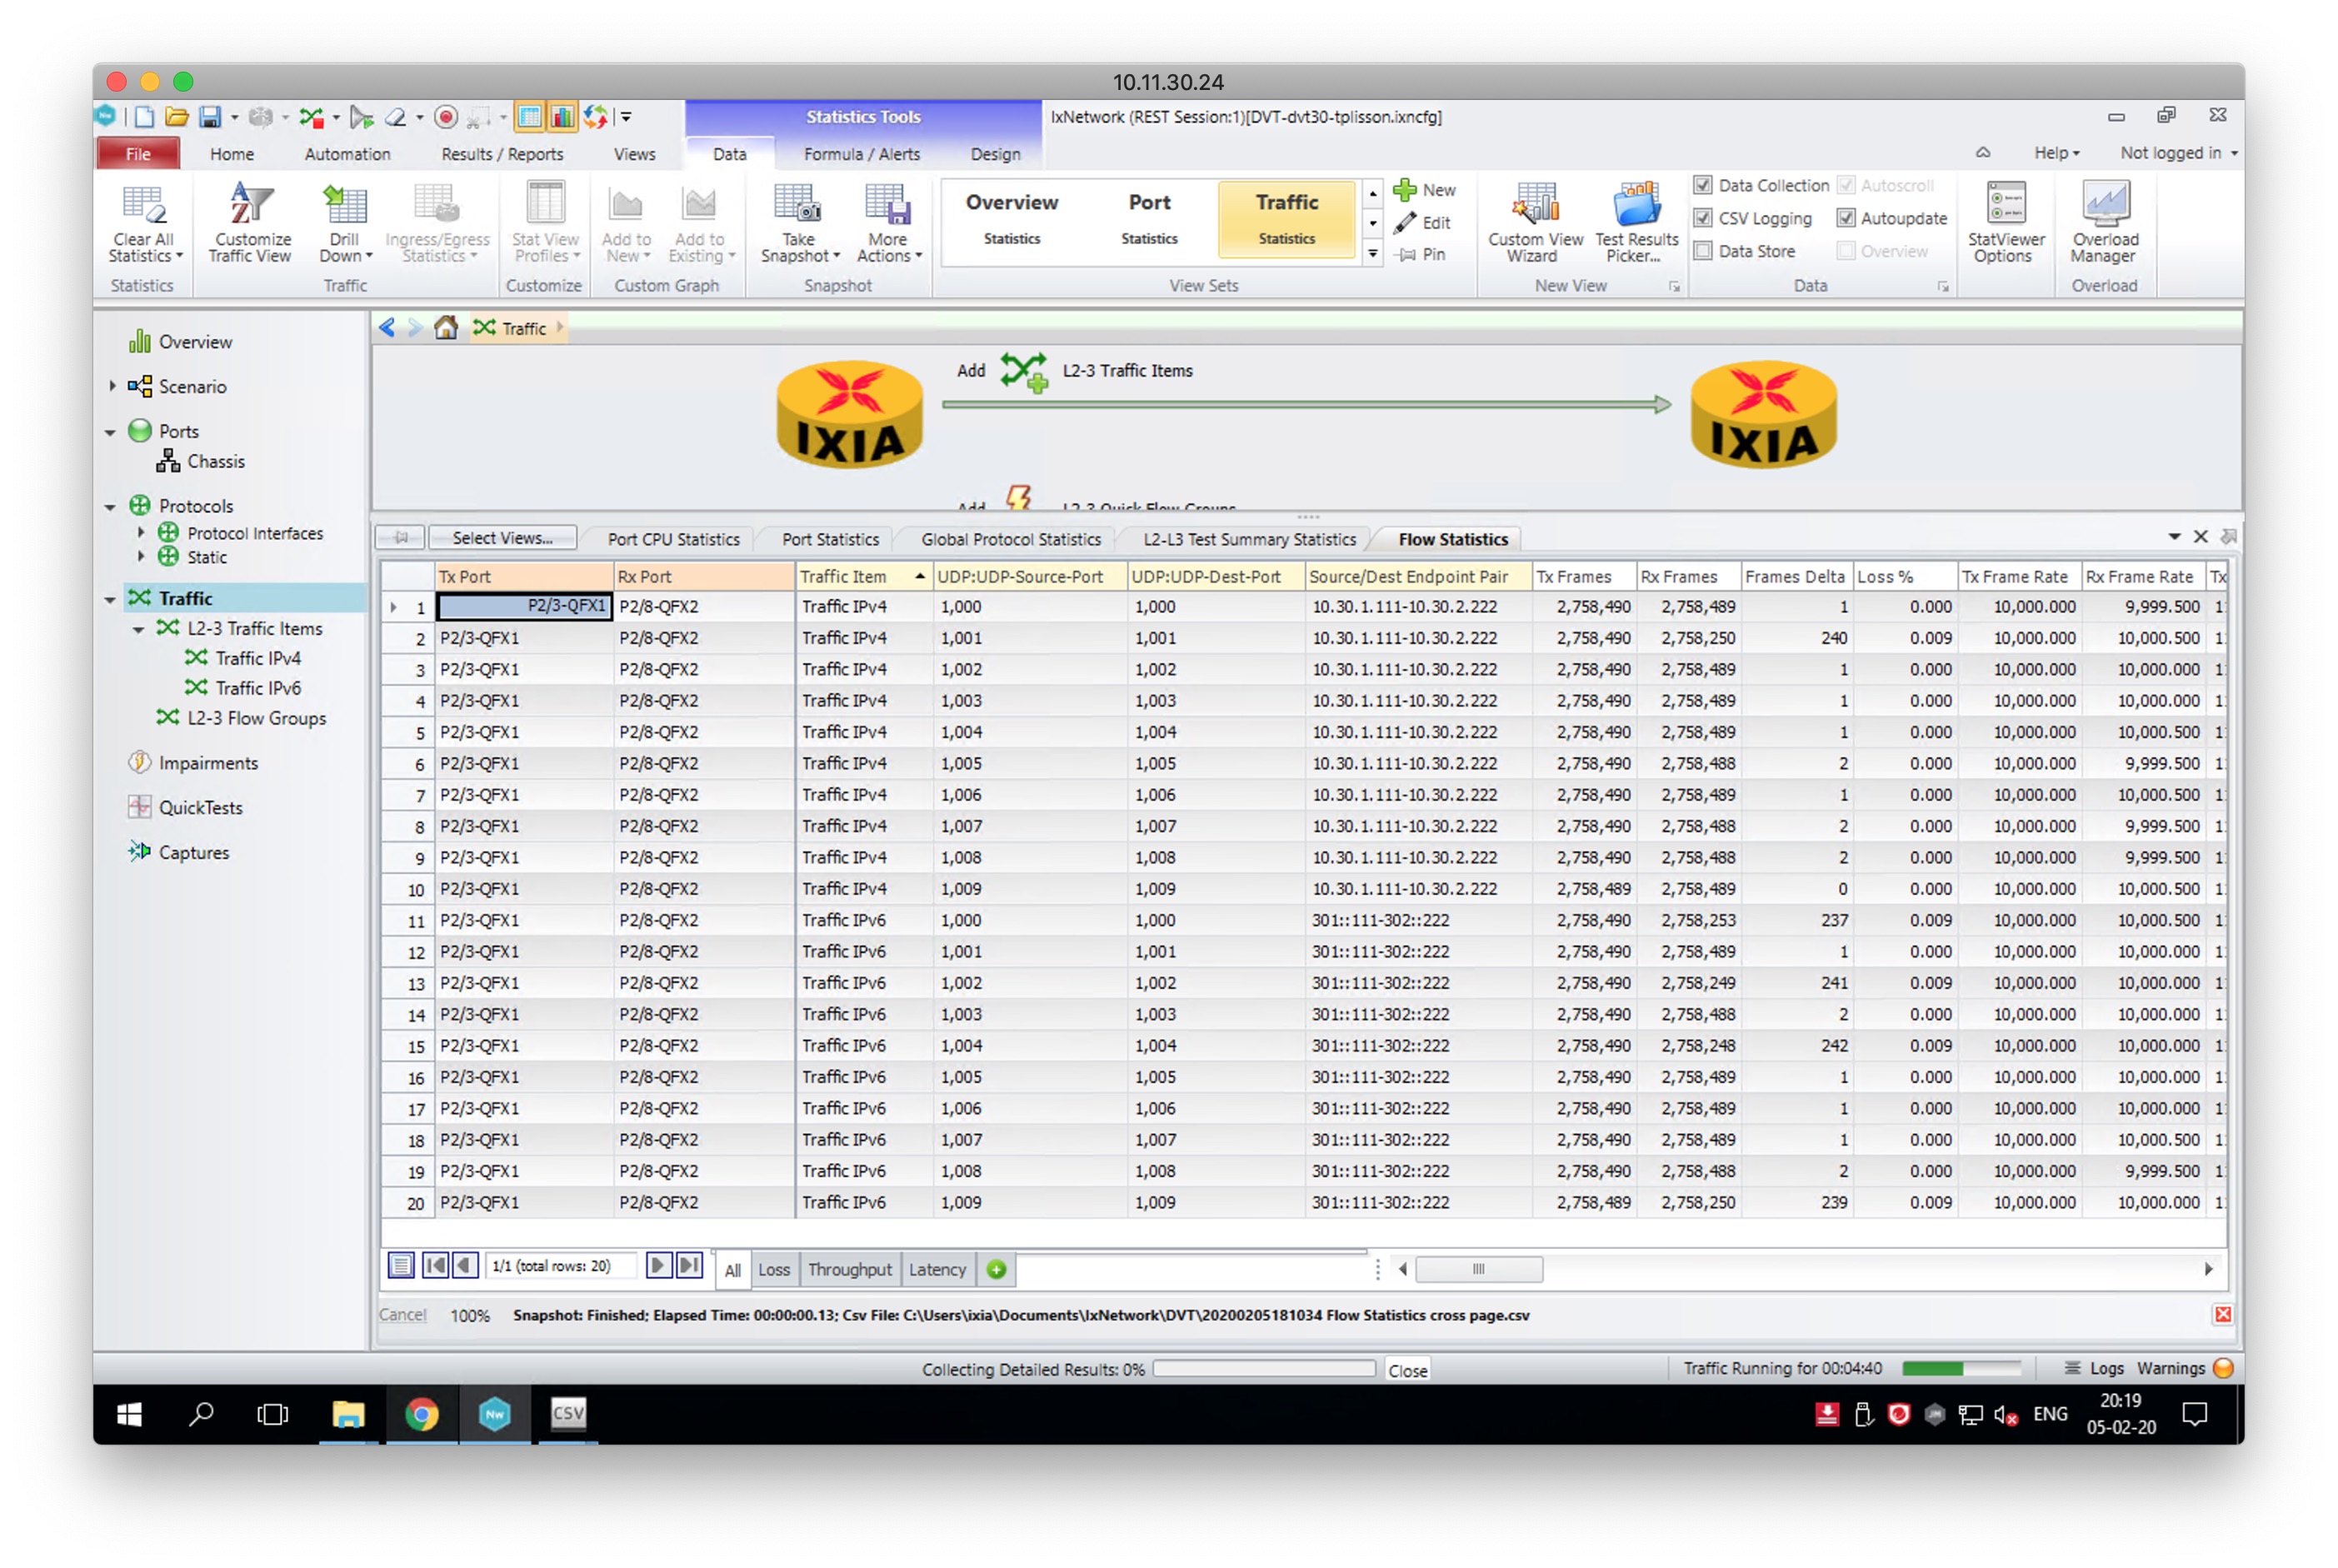 10.11.30.24
Statistics Tools
IxNetwork (REST Session:1)[DVT-dvt30-tplisson.ixncfg]
File Home Automation Results / Reports Views Data Formula / Alerts Design Help Not logged in
Clear All Statistics
Customize Traffic View
Drill Down
Ingress/Egress Statistics
Stat View Profiles
Add to New
Add to Existing
Take Snapshot
More Actions
Overview Statistics
Port Statistics
Traffic Statistics
New
Edit
Pin
Custom View Wizard
Test Results Picker...
Data Collection Autoscroll
CSV Logging Autoupdate
Data Store Overview
StatViewer Options
Overload Manager
Statistics Traffic Customize Custom Graph Snapshot View Sets New View Data Overload
Overview
Scenario
Ports
Chassis
Protocols
Protocol Interfaces
Static
Traffic
L2-3 Traffic Items
Traffic IPv4
Traffic IPv6
L2-3 Flow Groups
Impairments
QuickTests
Captures
Traffic
IXIA
Add L2-3 Traffic Items
IXIA
Add L2-3 Quick Flow Groups
Select Views... Port CPU Statistics Port Statistics Global Protocol Statistics L2-L3 Test Summary Statistics Flow Statistics
Tx Port Rx Port Traffic Item UDP:UDP-Source-Port UDP:UDP-Dest-Port Source/Dest Endpoint Pair Tx Frames Rx Frames Frames Delta Loss % Tx Frame Rate Rx Frame Rate Tx
1 P2/3-QFX1 P2/8-QFX2 Traffic IPv4 1,000 1,000 10.30.1.111-10.30.2.222 2,758,490 2,758,489 1 0.000 10,000.000 9,999.500
2 P2/3-QFX1 P2/8-QFX2 Traffic IPv4 1,001 1,001 10.30.1.111-10.30.2.222 2,758,490 2,758,250 240 0.009 10,000.000 10,000.500
3 P2/3-QFX1 P2/8-QFX2 Traffic IPv4 1,002 1,002 10.30.1.111-10.30.2.222 2,758,490 2,758,489 1 0.000 10,000.000 10,000.000
4 P2/3-QFX1 P2/8-QFX2 Traffic IPv4 1,003 1,003 10.30.1.111-10.30.2.222 2,758,490 2,758,489 1 0.000 10,000.000 10,000.000
5 P2/3-QFX1 P2/8-QFX2 Traffic IPv4 1,004 1,004 10.30.1.111-10.30.2.222 2,758,490 2,758,489 1 0.000 10,000.000 10,000.500
6 P2/3-QFX1 P2/8-QFX2 Traffic IPv4 1,005 1,005 10.30.1.111-10.30.2.222 2,758,490 2,758,488 2 0.000 10,000.000 9,999.500
7 P2/3-QFX1 P2/8-QFX2 Traffic IPv4 1,006 1,006 10.30.1.111-10.30.2.222 2,758,490 2,758,489 1 0.000 10,000.000 10,000.500
8 P2/3-QFX1 P2/8-QFX2 Traffic IPv4 1,007 1,007 10.30.1.111-10.30.2.222 2,758,490 2,758,488 2 0.000 10,000.000 9,999.500
9 P2/3-QFX1 P2/8-QFX2 Traffic IPv4 1,008 1,008 10.30.1.111-10.30.2.222 2,758,490 2,758,488 2 0.000 10,000.000 9,999.500
10 P2/3-QFX1 P2/8-QFX2 Traffic IPv4 1,009 1,009 10.30.1.111-10.30.2.222 2,758,489 2,758,489 0 0.000 10,000.000 10,000.500
11 P2/3-QFX1 P2/8-QFX2 Traffic IPv6 1,000 1,000 301::111-302::222 2,758,490 2,758,253 237 0.009 10,000.000 10,000.500
12 P2/3-QFX1 P2/8-QFX2 Traffic IPv6 1,001 1,001 301::111-302::222 2,758,490 2,758,489 1 0.000 10,000.000 10,000.000
13 P2/3-QFX1 P2/8-QFX2 Traffic IPv6 1,002 1,002 301::111-302::222 2,758,490 2,758,249 241 0.009 10,000.000 10,000.000
14 P2/3-QFX1 P2/8-QFX2 Traffic IPv6 1,003 1,003 301::111-302::222 2,758,490 2,758,488 2 0.000 10,000.000 10,000.000
15 P2/3-QFX1 P2/8-QFX2 Traffic IPv6 1,004 1,004 301::111-302::222 2,758,490 2,758,248 242 0.009 10,000.000 10,000.000
16 P2/3-QFX1 P2/8-QFX2 Traffic IPv6 1,005 1,005 301::111-302::222 2,758,490 2,758,489 1 0.000 10,000.000 10,000.000
17 P2/3-QFX1 P2/8-QFX2 Traffic IPv6 1,006 1,006 301::111-302::222 2,758,490 2,758,489 1 0.000 10,000.000 10,000.000
18 P2/3-QFX1 P2/8-QFX2 Traffic IPv6 1,007 1,007 301::111-302::222 2,758,490 2,758,489 1 0.000 10,000.000 10,000.500
19 P2/3-QFX1 P2/8-QFX2 Traffic IPv6 1,008 1,008 301::111-302::222 2,758,490 2,758,488 2 0.000 10,000.000 9,999.500
20 P2/3-QFX1 P2/8-QFX2 Traffic IPv6 1,009 1,009 301::111-302::222 2,758,489 2,758,250 239 0.009 10,000.000 10,000.000
1/1 (total rows: 20) All Loss Throughput Latency
Cancel 100% Snapshot: Finished; Elapsed Time: 00:00:00.13; Csv File: C:\Users\ixia\Documents\IxNetwork\DVT\20200205181034 Flow Statistics cross page.csv
Collecting Detailed Results: 0% Close Traffic Running for 00:04:40 Logs Warnings
Nw CSV ENG 20:19
05-02-20